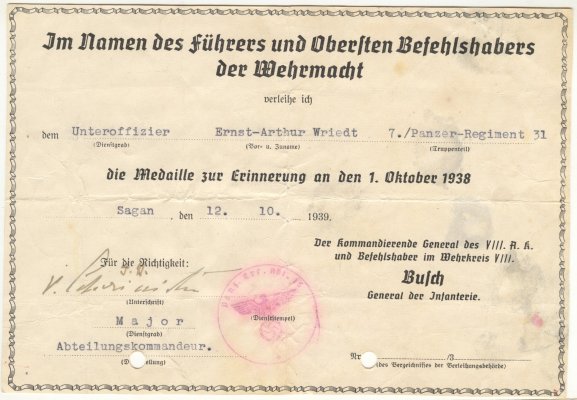 Im Namen des Führers und Obersten Befehlshabers
der Wehrmacht
verleihe ich
dem Unteroffizier Ernst-Arthur Wriedt 7./Panzer-Regiment 31
(Dienstgrad) (Vor- u. Zuname) (Truppenteil)
die Medaille zur Erinnerung an den 1. Oktober 1938
Sagan, den 12. 10. 1939.
Der Kommandierende General des VIII. A. K.
und Befehlshaber im Wehrkreis VIII.
Für die Richtigkeit:
Busch
General der Infanterie.
(Unterschrift)
Major
(Dienstgrad)
(Dienststempel)
Abteilungskommandeur.
Nr. /3
(des Verzeichnisses der Verleihungsbehörde)